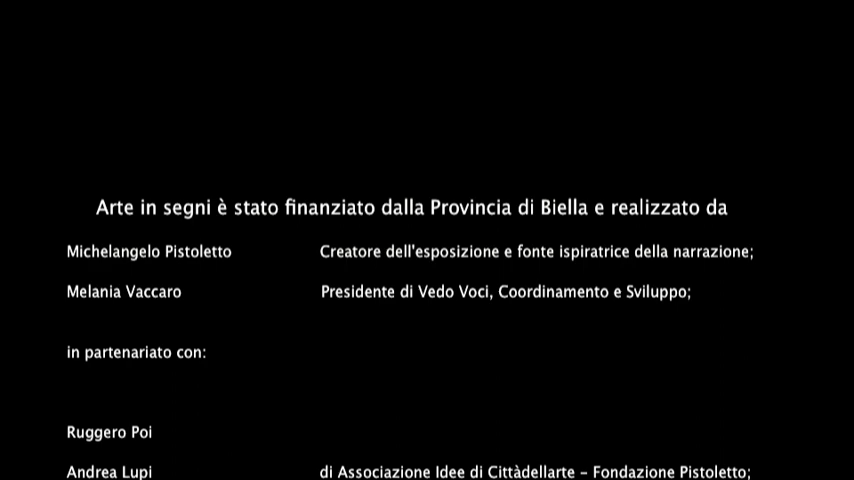 Arte in segni è stato finanziato dalla Provincia di Biella e realizzato da
Michelangelo Pistoletto Creatore dell'esposizione e fonte ispiratrice della narrazione;
Melania Vaccaro Presidente di Vedo Voci, Coordinamento e Sviluppo;
in partenariato con:
Ruggero Poi
Andrea Lupi di Associazione Idee di Cittàdellarte – Fondazione Pistoletto;